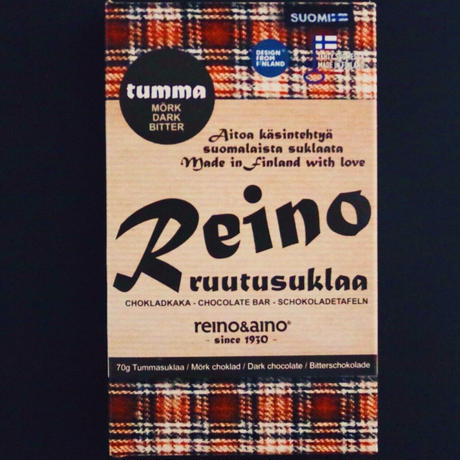 SUOMI
DESIGN
FROM
FINLAND
tumma
MÖRK
DARK
BITTER
Aitoa käsintehtyä
suomalaista suklaata
Made in Finland with love
Reino
ruutusuklaa
CHOKLADKAKA - CHOCOLATE BAR - SCHOKOLADETAFELN
reino&aino®
- since 1930 -
70g Tummasuklaa / Mörk choklad / Dark chocolate / Bitterschokolade